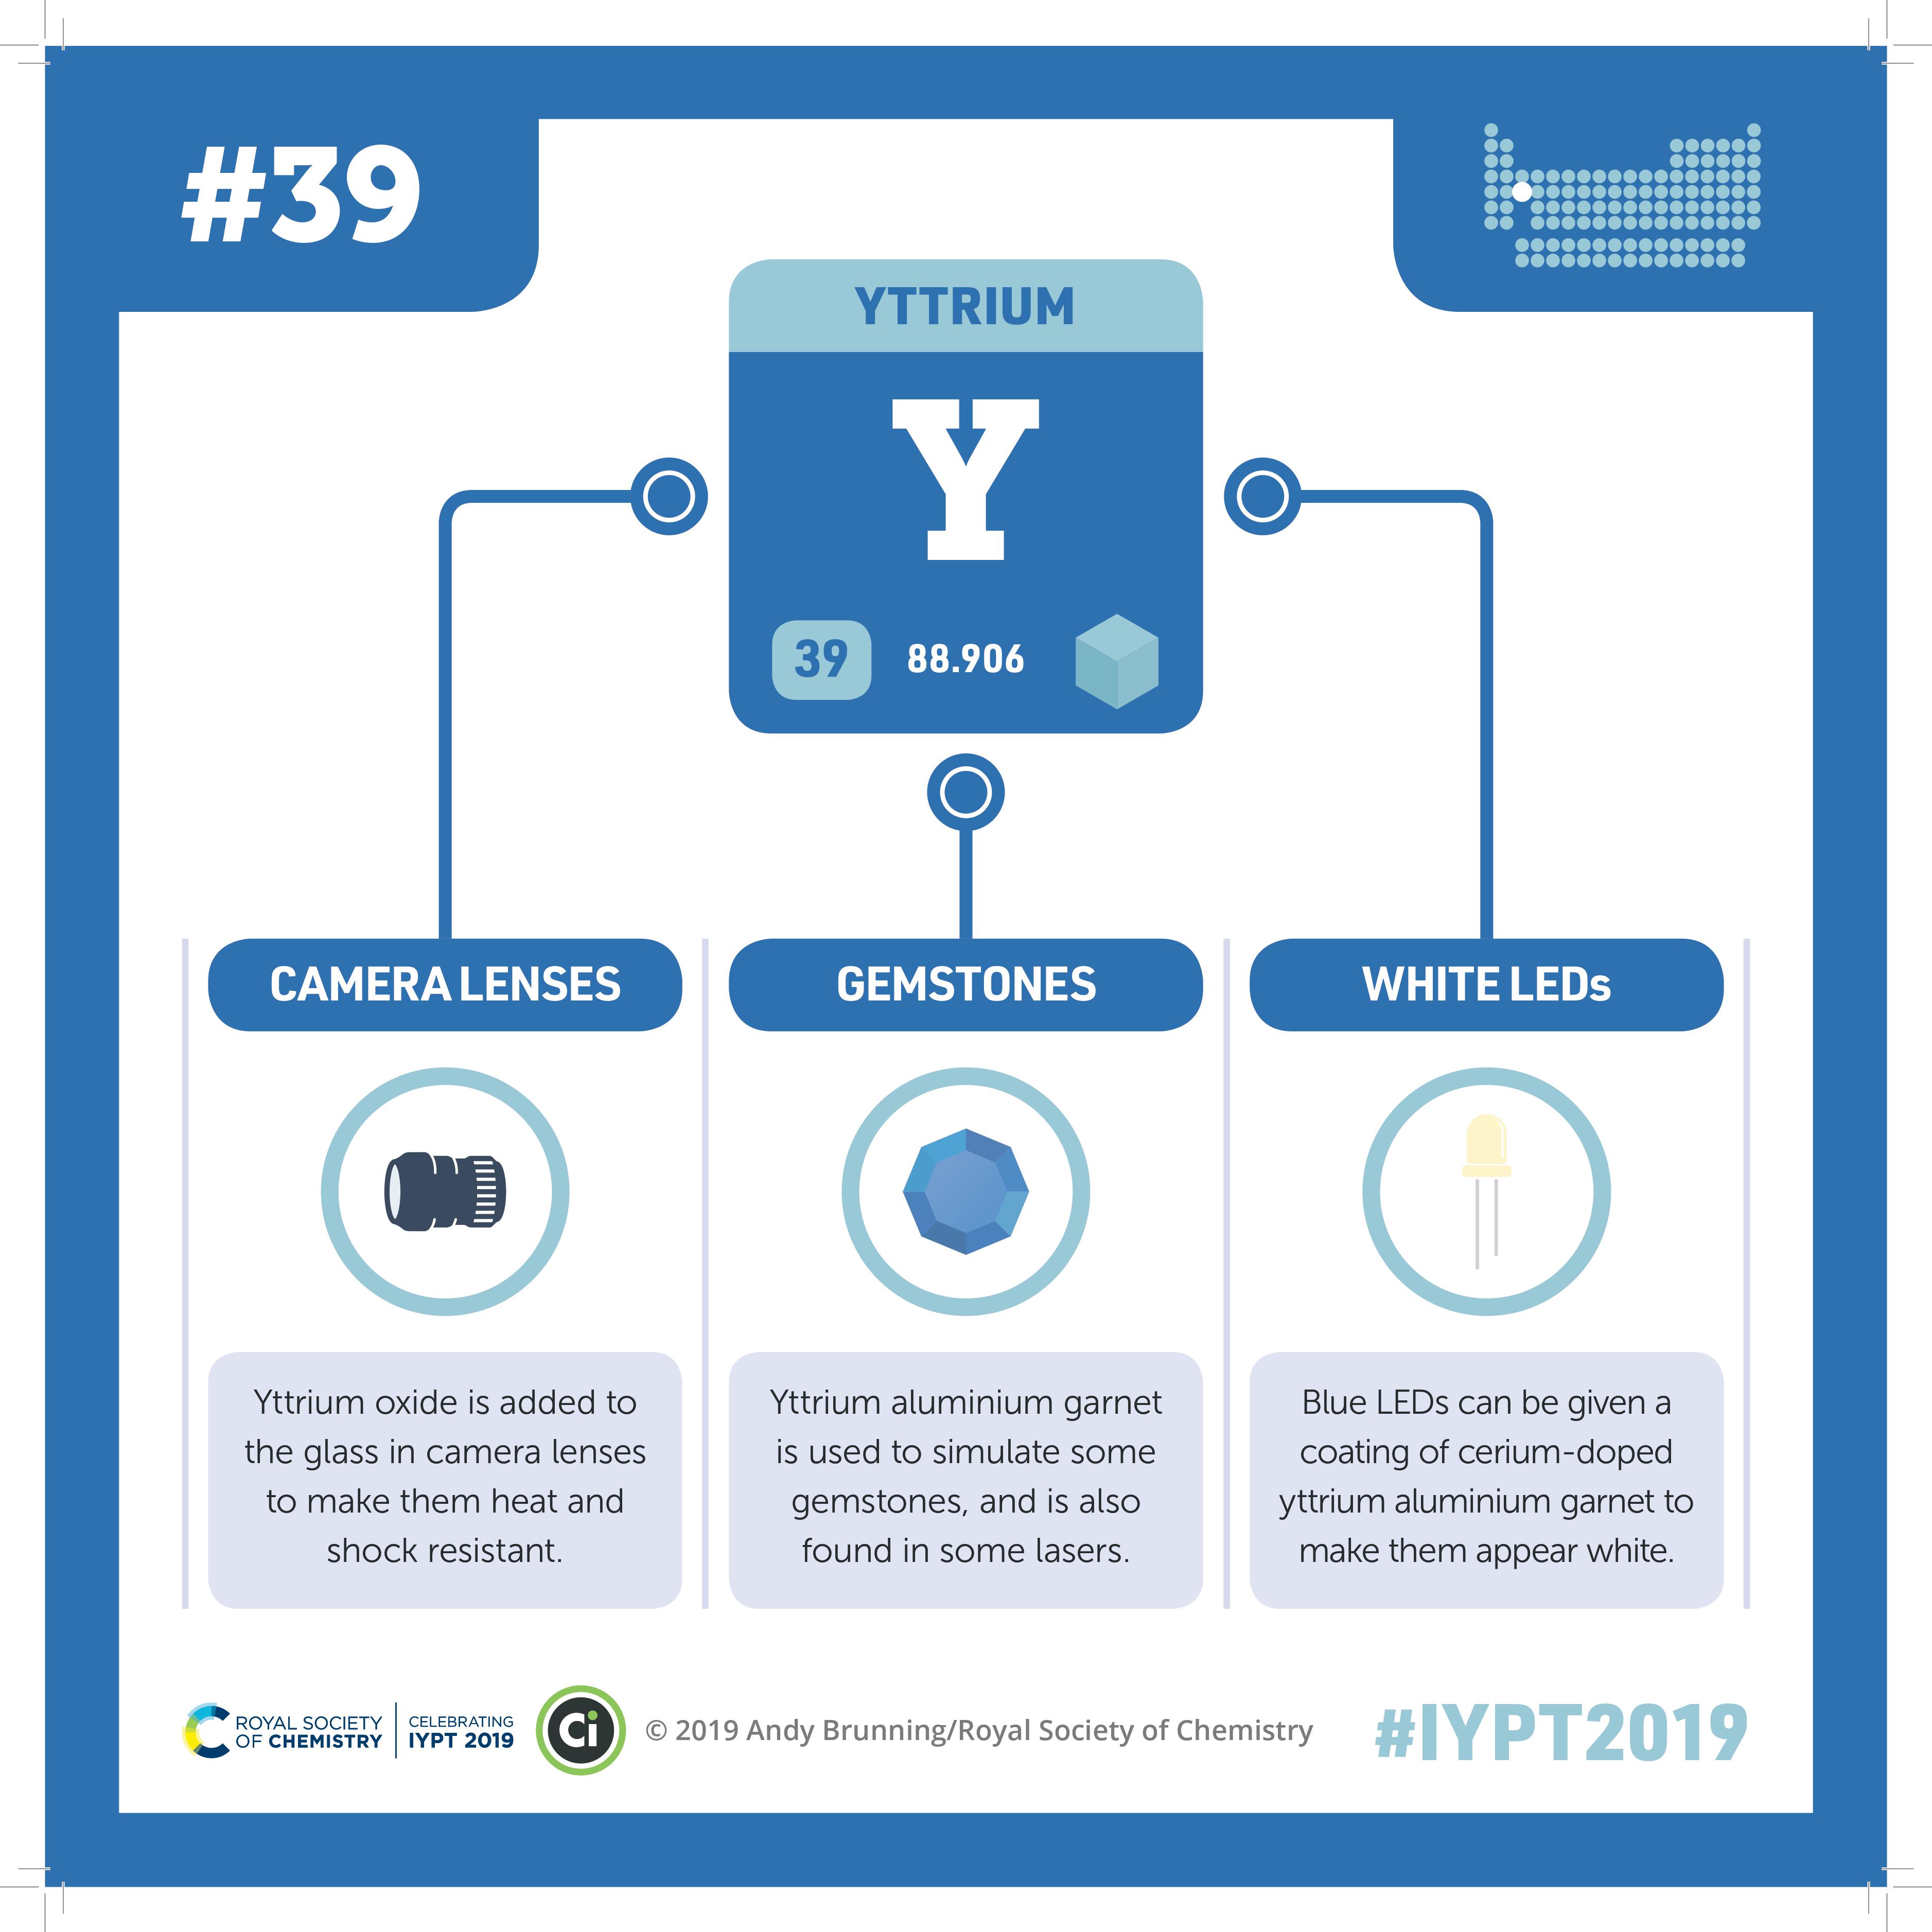 #39
YTTRIUM
Y
39
88.906
CAMERA LENSES
Yttrium oxide is added to
the glass in camera lenses
to make them heat and
shock resistant.
GEMSTONES
Yttrium aluminium garnet
is used to simulate some
gemstones, and is also
found in some lasers.
WHITE LEDs
Blue LEDs can be given a
coating of cerium-doped
yttrium aluminium garnet to
make them appear white.
ROYAL SOCIETY
OF CHEMISTRY
CELEBRATING
IYPT 2019
Ci
© 2019 Andy Brunning/Royal Society of Chemistry
#IYPT2019